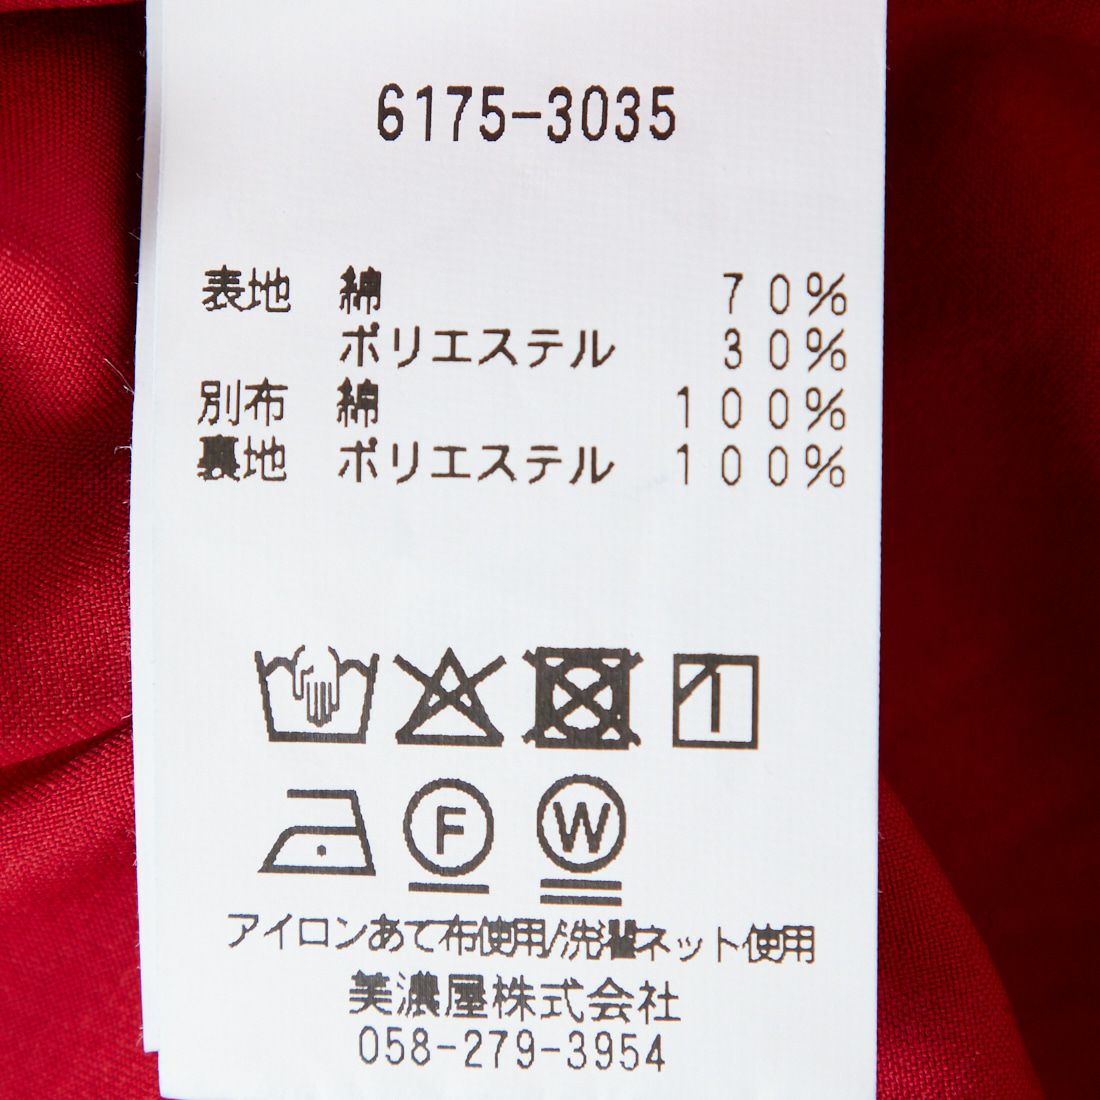 6175-3035
表地 綿 70%
ポリエステル 30%
別布 綿 100%
裏地 ポリエステル 100%
F W
アイロンあて布使用/洗濯ネット使用
美濃屋株式会社
058-279-3954